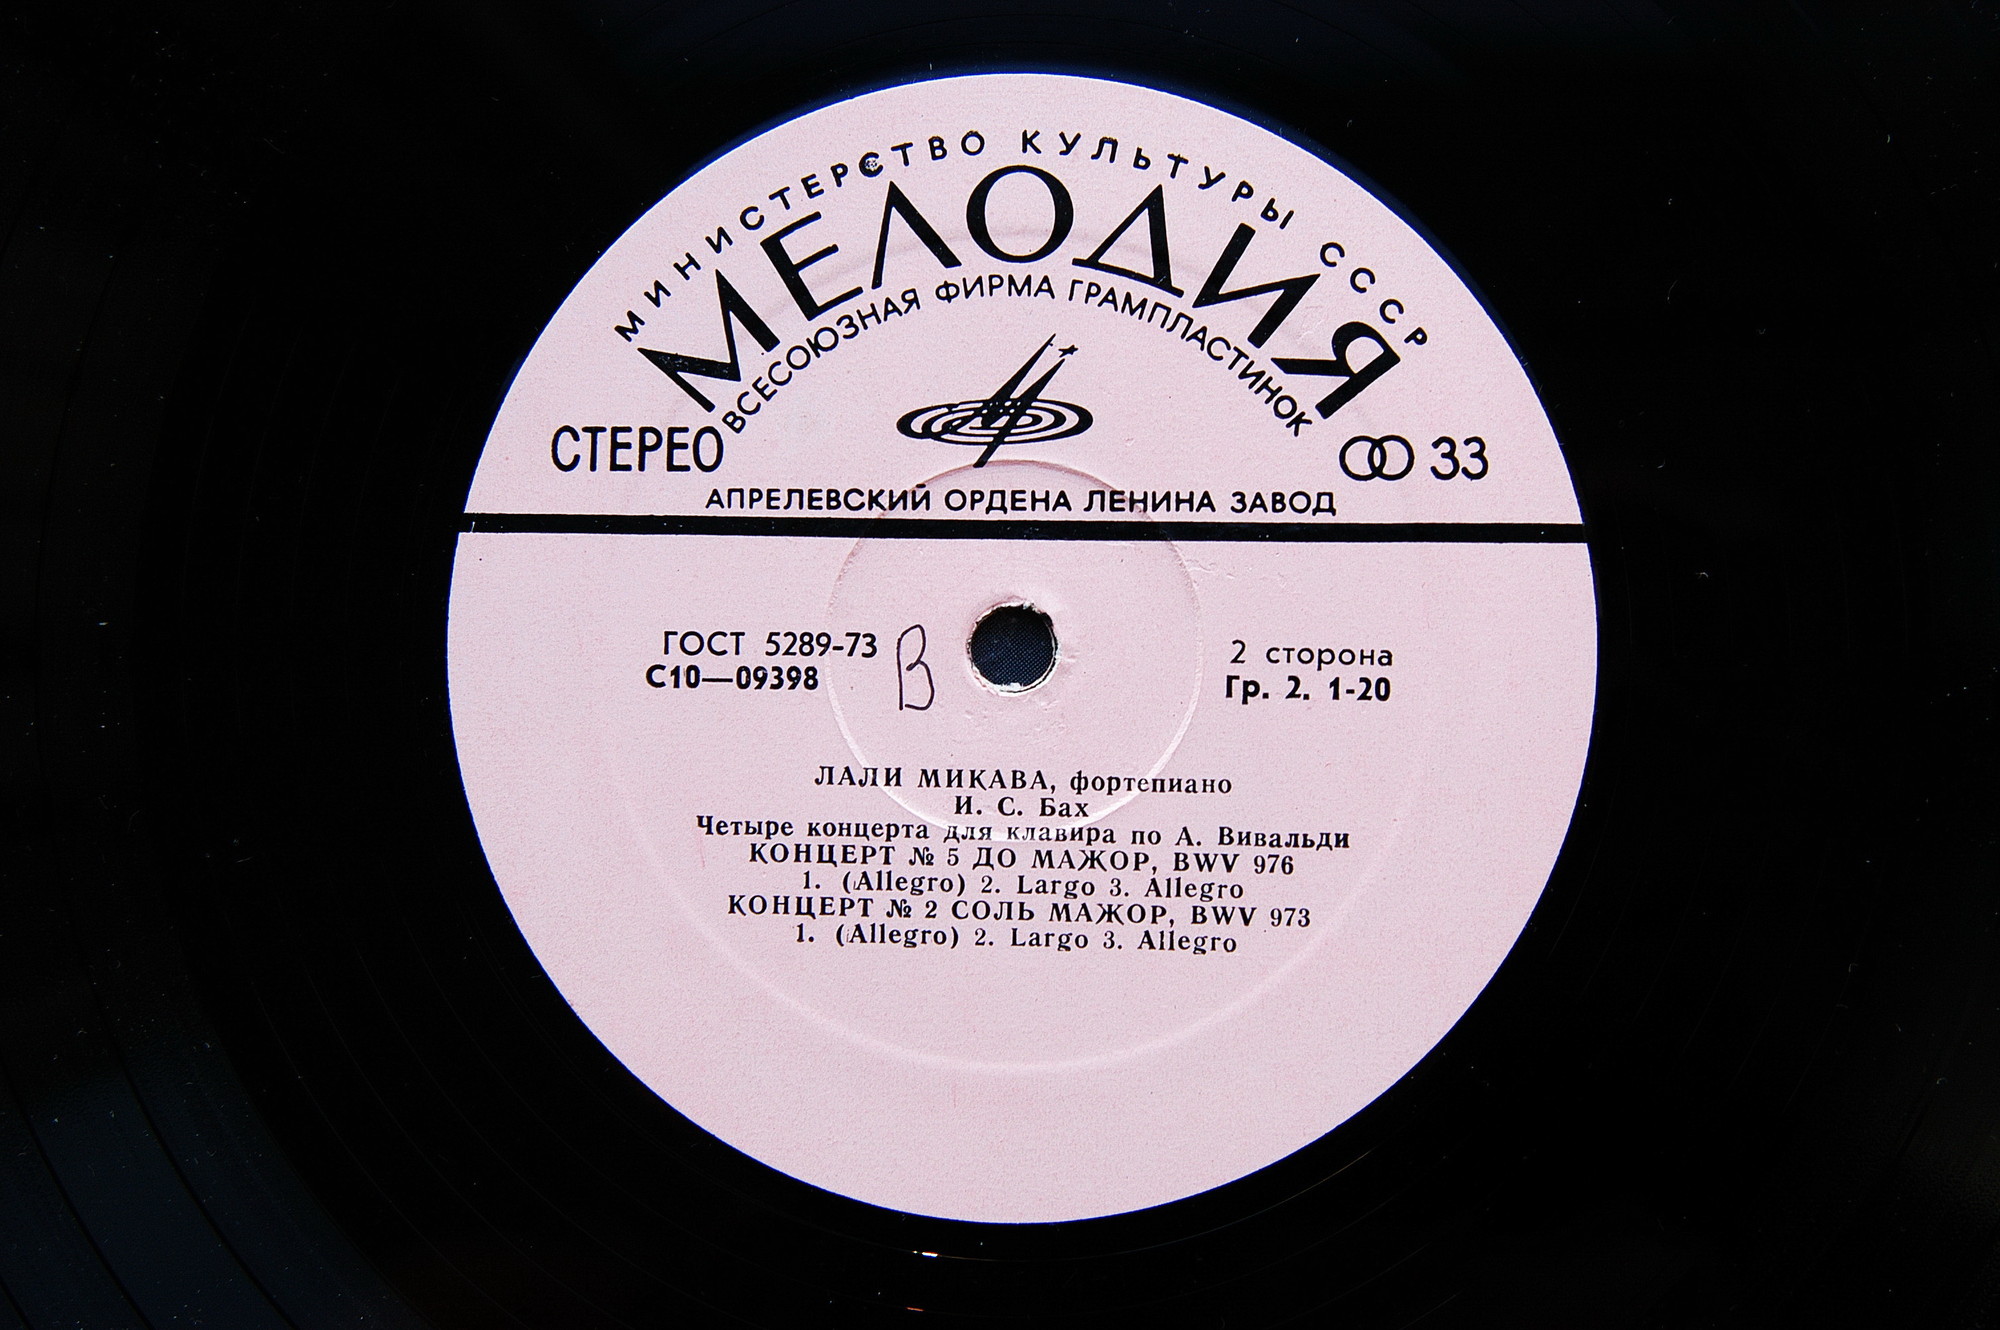 МИНИСТЕРСТВО КУЛЬТУРЫ СССР
МЕЛОДИЯ
ВСЕСОЮЗНАЯ ФИРМА ГРАМПЛАСТИНОК
СТЕРЕО
33
АПРЕЛЕВСКИЙ ОРДЕНА ЛЕНИНА ЗАВОД
ГОСТ 5289-73
С10—09398
B
2 сторона
Гр. 2. 1-20
ЛАЛИ МИКАВА, фортепиано
И. С. Бах
Четыре концерта для клавира по А. Вивальди
КОНЦЕРТ № 5 ДО МАЖОР, BWV 976
1. (Allegro) 2. Largo 3. Allegro
КОНЦЕРТ № 2 СОЛЬ МАЖОР, BWV 973
1. (Allegro) 2. Largo 3. Allegro